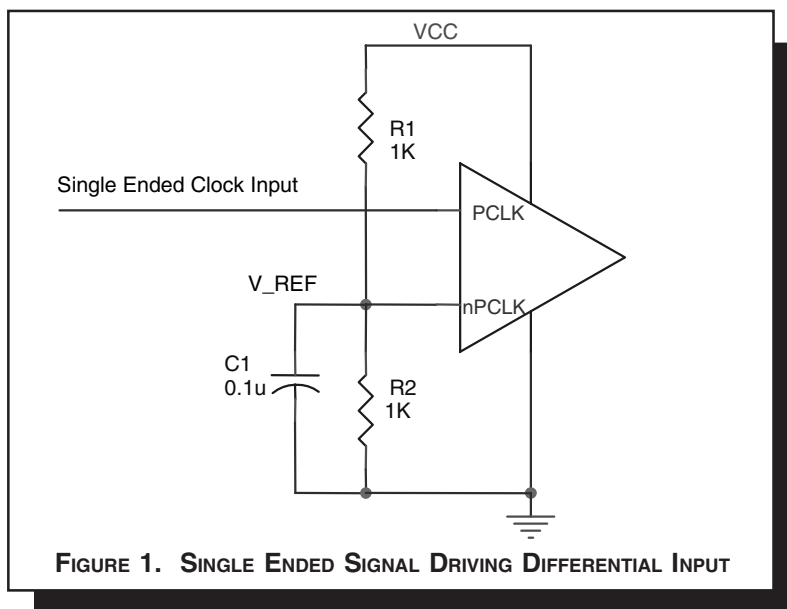 VCC
R1
1K
Single Ended Clock Input
PCLK
V_REF
nPCLK
C1
0.1u
R2
1K
FIGURE 1. SINGLE ENDED SIGNAL DRIVING DIFFERENTIAL INPUT